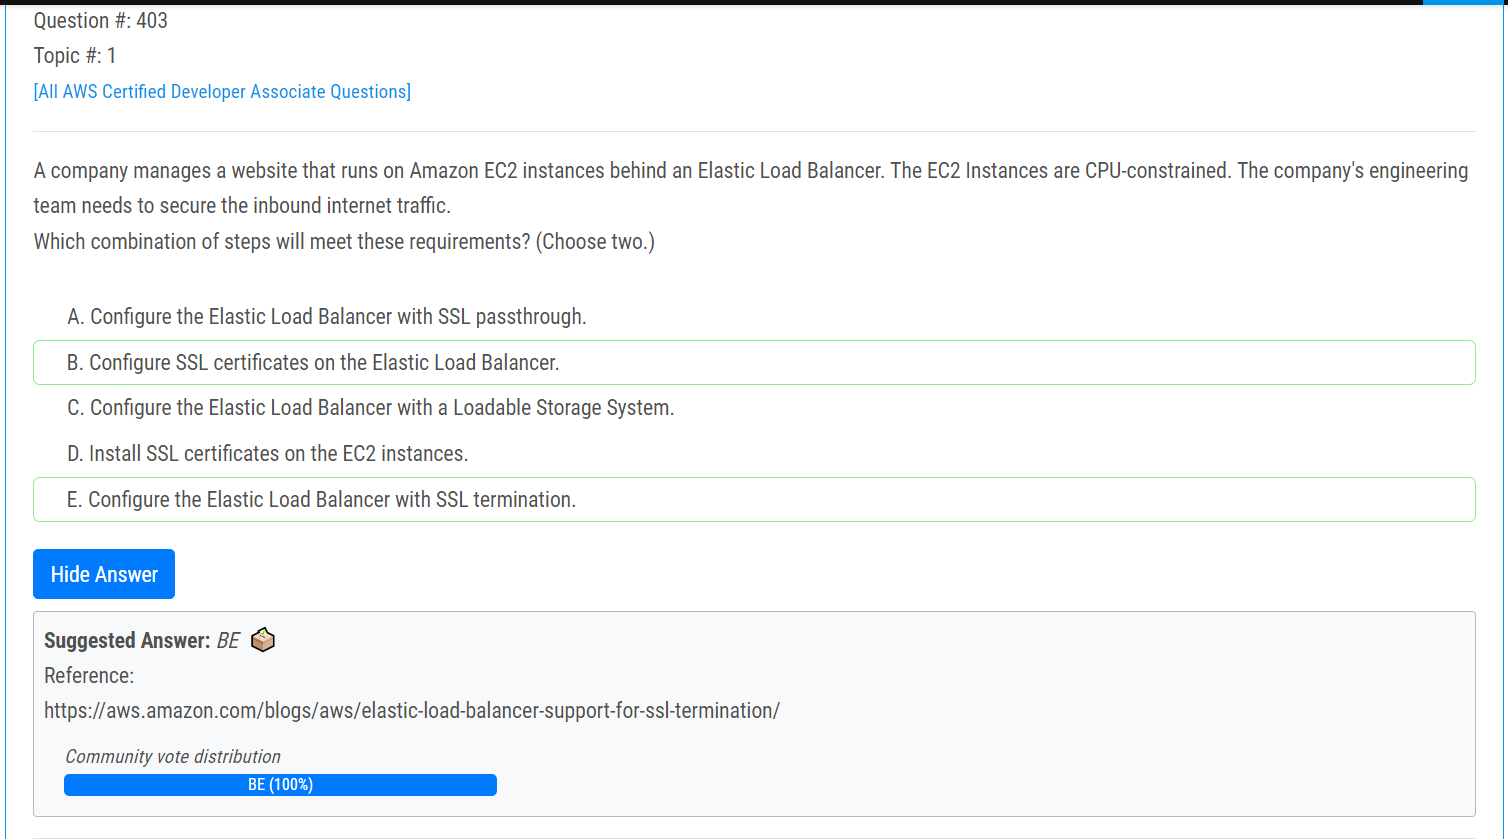 Question #: 403
Topic #: 1
[All AWS Certified Developer Associate Questions]
A company manages a website that runs on Amazon EC2 instances behind an Elastic Load Balancer. The EC2 Instances are CPU-constrained. The company's engineering
team needs to secure the inbound internet traffic.
Which combination of steps will meet these requirements? (Choose two.)
A. Configure the Elastic Load Balancer with SSL passthrough.
B. Configure SSL certificates on the Elastic Load Balancer.
C. Configure the Elastic Load Balancer with a Loadable Storage System.
D. Install SSL certificates on the EC2 instances.
E. Configure the Elastic Load Balancer with SSL termination.
Hide Answer
Suggested Answer: BE
Reference:
https://aws.amazon.com/blogs/aws/elastic-load-balancer-support-for-ssl-termination/
Community vote distribution
BE (100%)